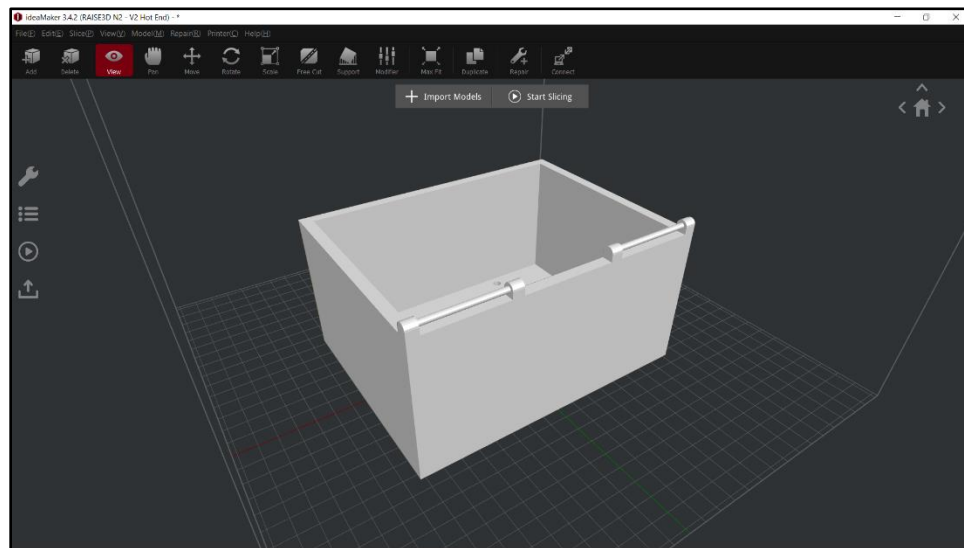 ideaMaker 3.4.2 (RAISE3D N2 - V2 Hot End) - *
File(F) Edit(E) Slice(P) View(V) Model(M) Repair(R) Printer(C) Help(H)
Add Delete View Pan Move Rotate Scale Free Cut Support Modifier Max Fit Duplicate Repair Connect
Import Models Start Slicing